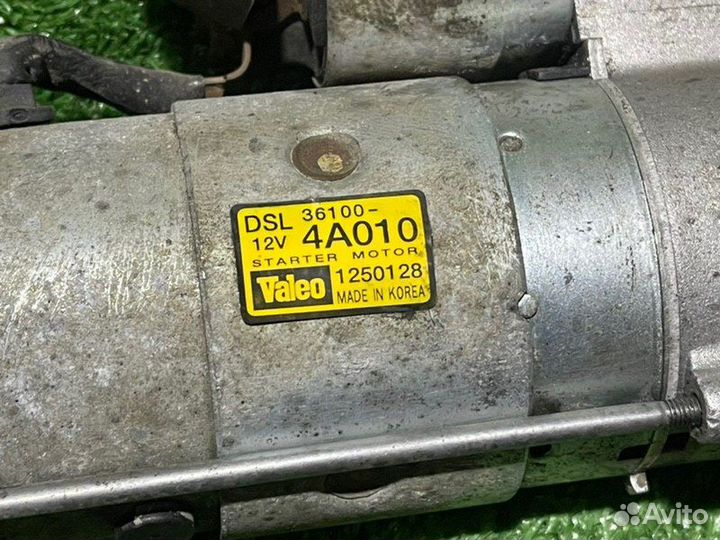 DSL 36100-
12V 4A010
STARTER MOTOR
Valeo 1250128
MADE IN KOREA
Avito